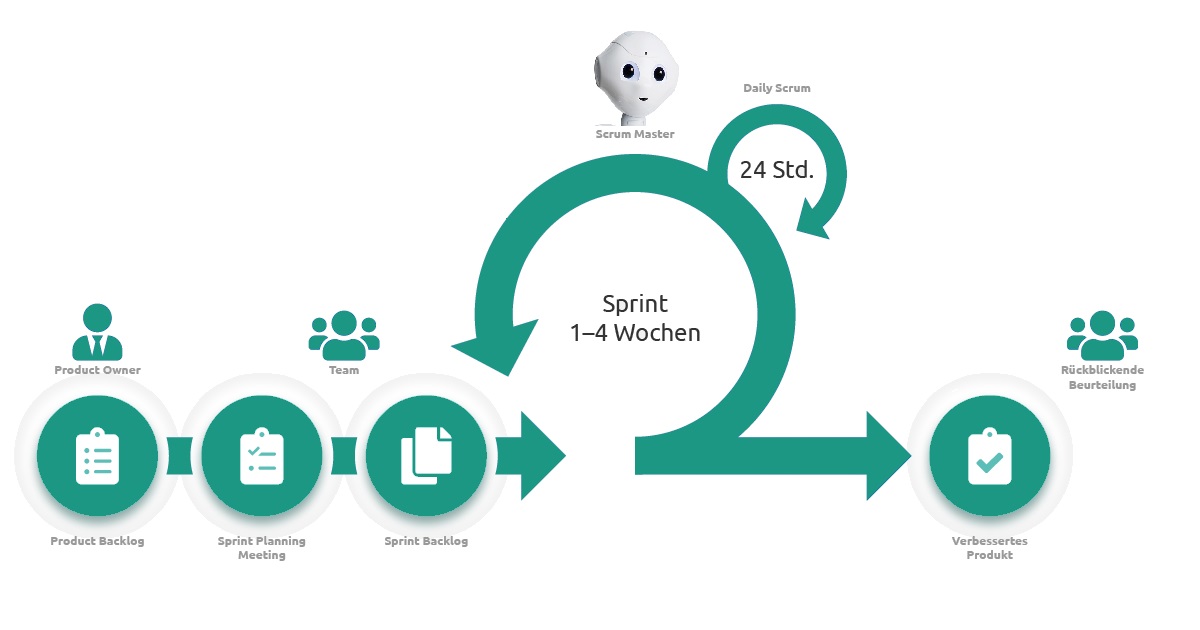 Daily Scrum
Scrum Master
24 Std.
Sprint
1–4 Wochen
Product Owner
Team
Rückblickende
Beurteilung
Product Backlog
Sprint Planning
Meeting
Sprint Backlog
Verbessertes
Produkt